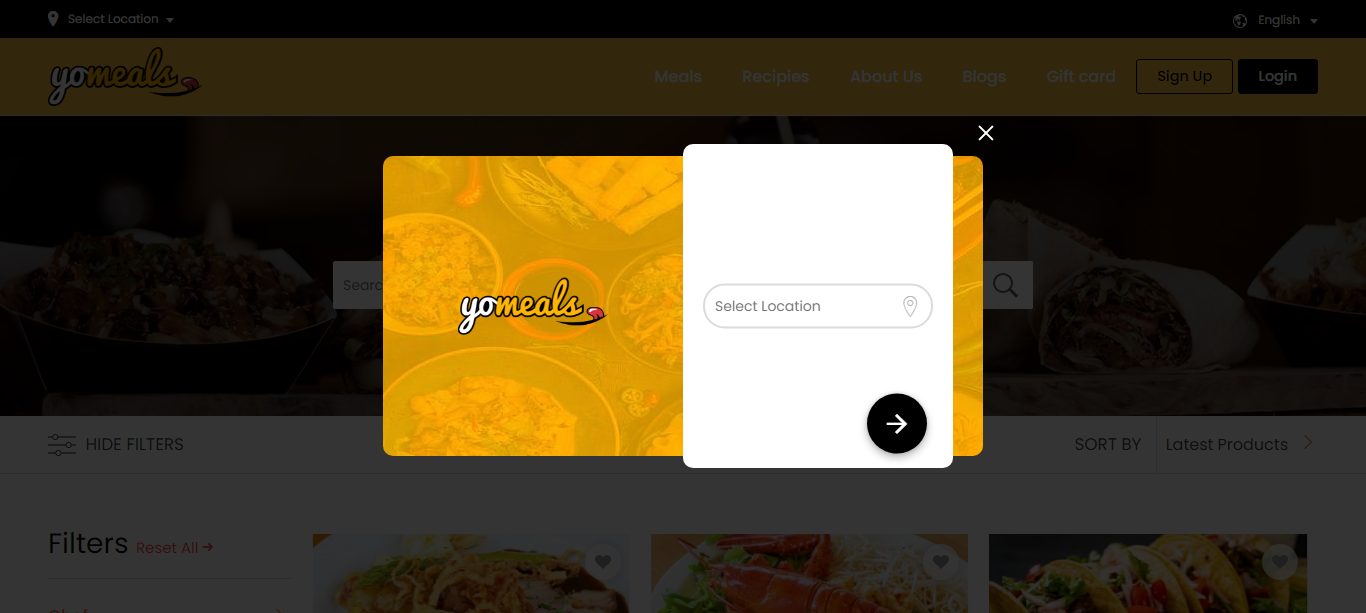 Select Location
English
yomeals
Meals
Recipies
About Us
Blogs
Gift card
Sign Up
Login
Searc
yomeals
Select Location
HIDE FILTERS
SORT BY
Latest Products
Filters
Reset All